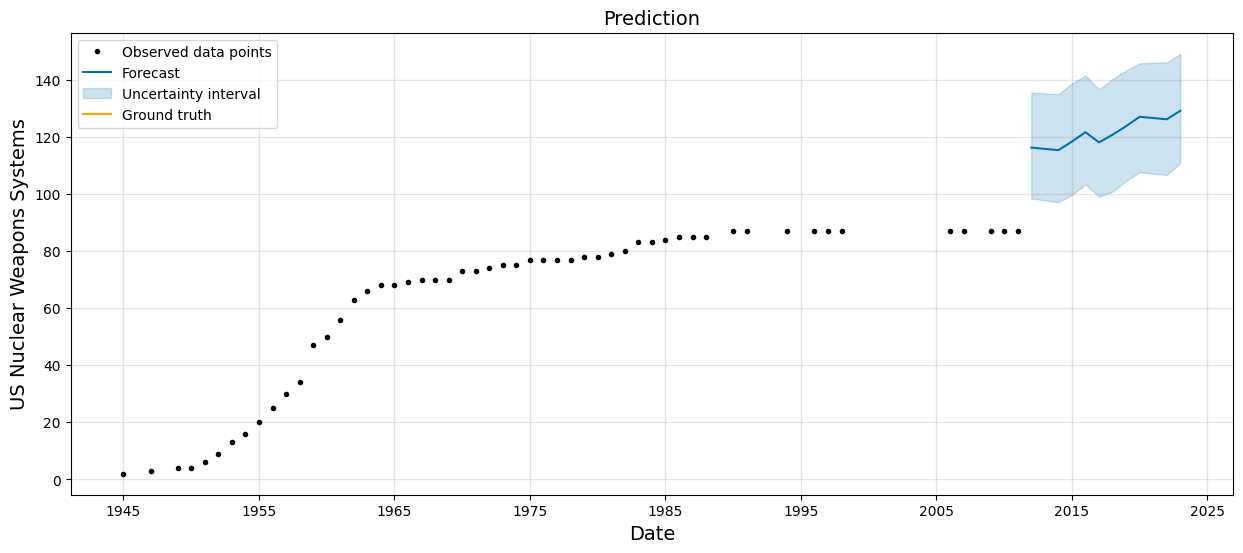 Prediction
Observed data points
Forecast
Uncertainty interval
Ground truth
US Nuclear Weapons Systems
140
120
100
80
60
40
20
0
1945 1955 1965 1975 1985 1995 2005 2015 2025
Date